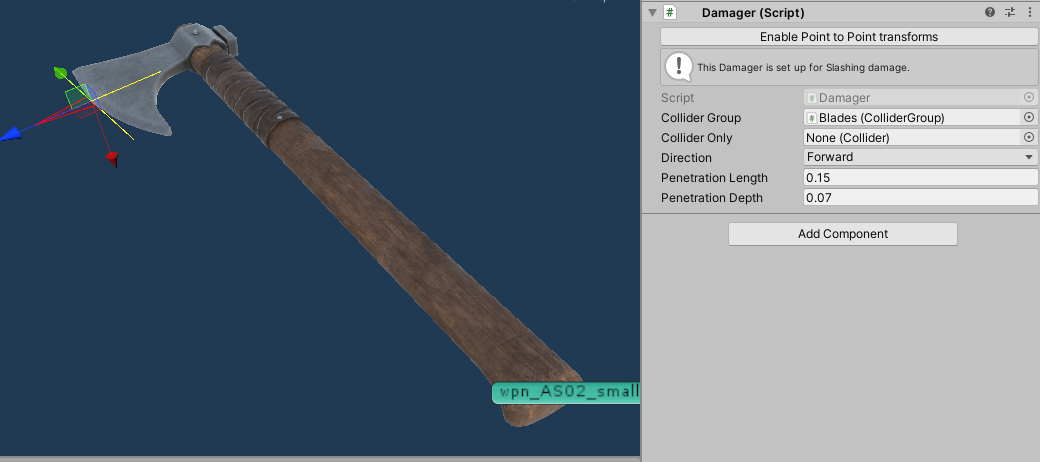 Damager (Script)
Enable Point to Point transforms
This Damager is set up for Slashing damage.
Script Damager
Collider Group Blades (ColliderGroup)
Collider Only None (Collider)
Direction Forward
Penetration Length 0.15
Penetration Depth 0.07
Add Component
wpn_AS02_small